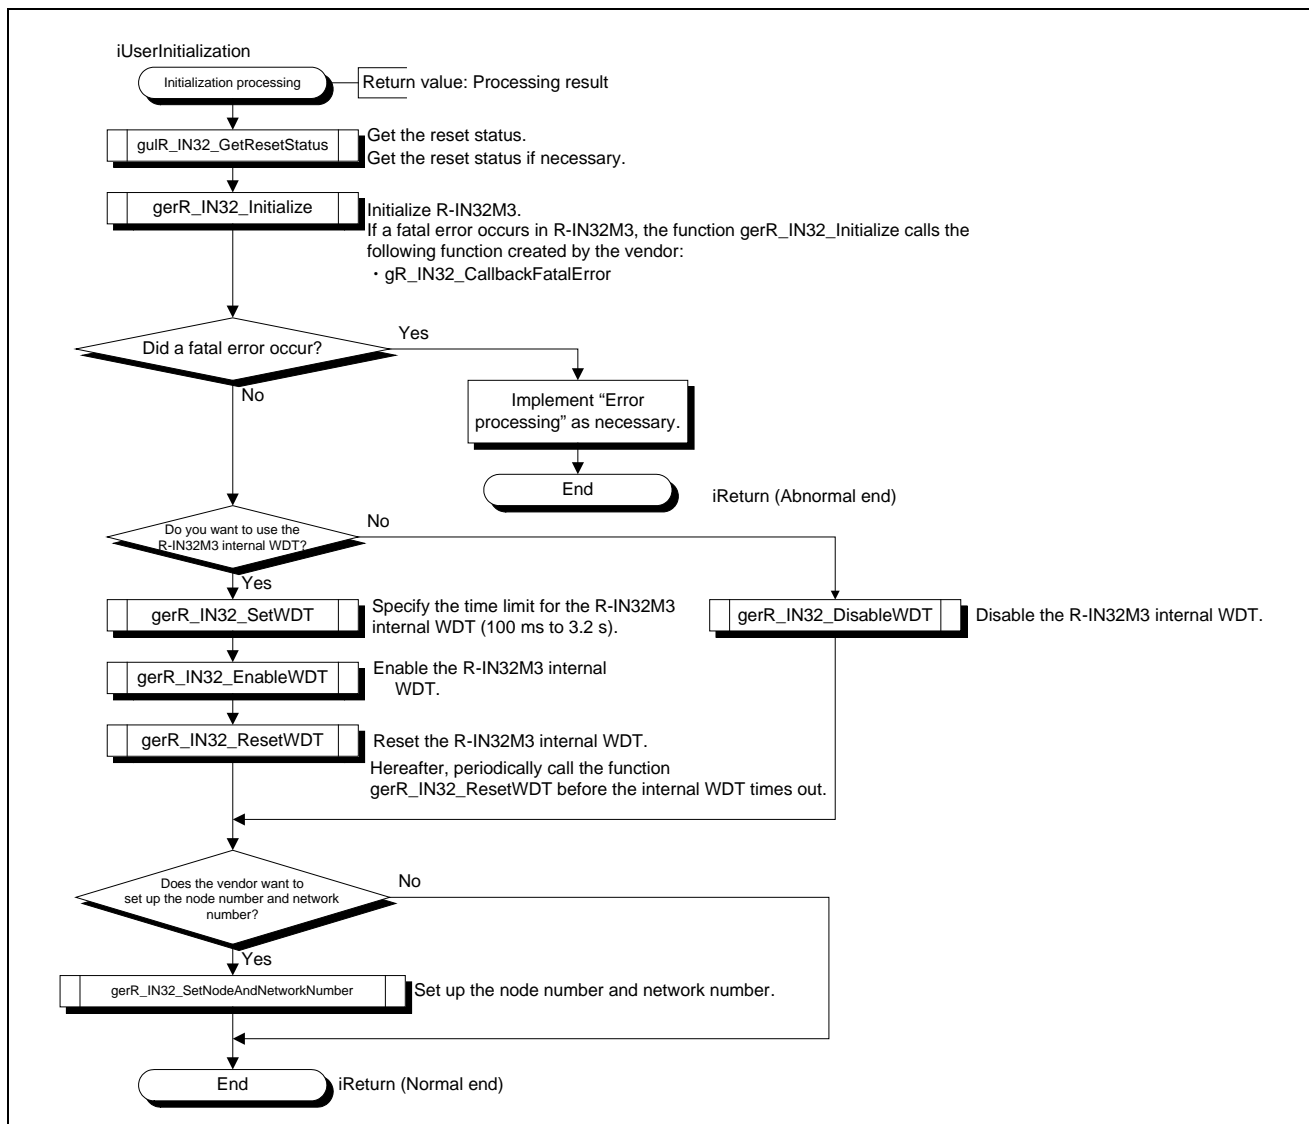 iUserInitialization
Initialization processing
Return value: Processing result
gulR_IN32_GetResetStatus
Get the reset status.
Get the reset status if necessary.
gerR_IN32_Initialize
Initialize R-IN32M3.
If a fatal error occurs in R-IN32M3, the function gerR_IN32_Initialize calls the
following function created by the vendor:
・gR_IN32_CallbackFatalError
Did a fatal error occur?
Yes
No
Implement “Error
processing” as necessary.
End
iReturn (Abnormal end)
Do you want to use the
R-IN32M3 internal WDT?
No
Yes
gerR_IN32_SetWDT
Specify the time limit for the R-IN32M3
internal WDT (100 ms to 3.2 s).
gerR_IN32_DisableWDT
Disable the R-IN32M3 internal WDT.
gerR_IN32_EnableWDT
Enable the R-IN32M3 internal
WDT.
gerR_IN32_ResetWDT
Reset the R-IN32M3 internal WDT.
Hereafter, periodically call the function
gerR_IN32_ResetWDT before the internal WDT times out.
Does the vendor want to
set up the node number and network
number?
No
Yes
gerR_IN32_SetNodeAndNetworkNumber
Set up the node number and network number.
End
iReturn (Normal end)